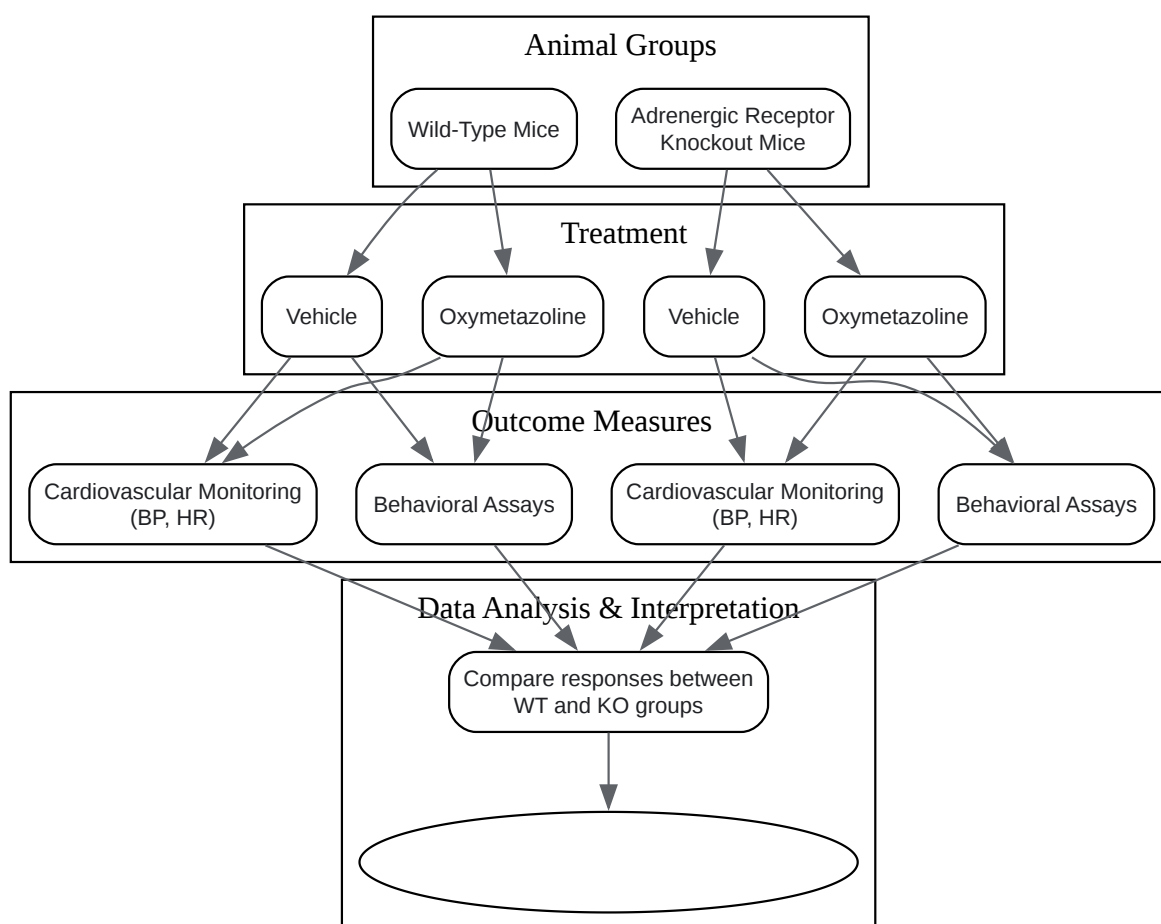 Animal Groups
Wild-Type Mice
Adrenergic Receptor
Knockout Mice
Treatment
Vehicle
Oxymetazoline
Vehicle
Oxymetazoline
Outcome Measures
Cardiovascular Monitoring
(BP, HR)
Behavioral Assays
Cardiovascular Monitoring
(BP, HR)
Behavioral Assays
Data Analysis & Interpretation
Compare responses between
WT and KO groups